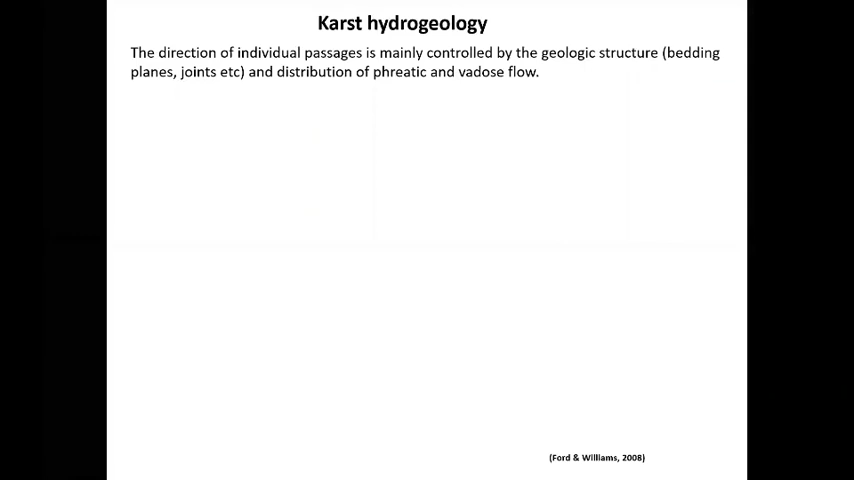 Karst hydrogeology
The direction of individual passages is mainly controlled by the geologic structure (bedding
planes, joints etc) and distribution of phreatic and vadose flow.
(Ford & Williams, 2008)